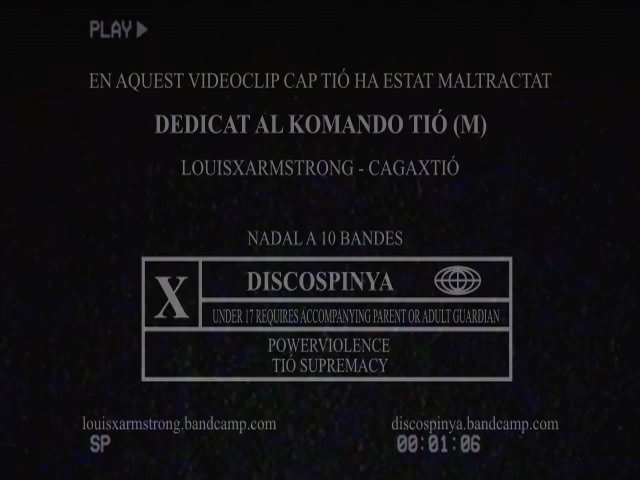 PLAY
EN AQUEST VIDEOCLIP CAP TIÓ HA ESTAT MALTRACTAT
DEDICAT AL KOMANDO TIÓ (M)
LOUISXARMSTRONG - CAGAXTIÓ
NADAL A 10 BANDES
X
DISCOSPINYA
UNDER 17 REQUIRES ACCOMPANYING PARENT OR ADULT GUARDIAN
POWERVIOLENCE
TIÓ SUPREMACY
louisxarmstrong.bandcamp.com
discospinya.bandcamp.com
SP
00:01:06